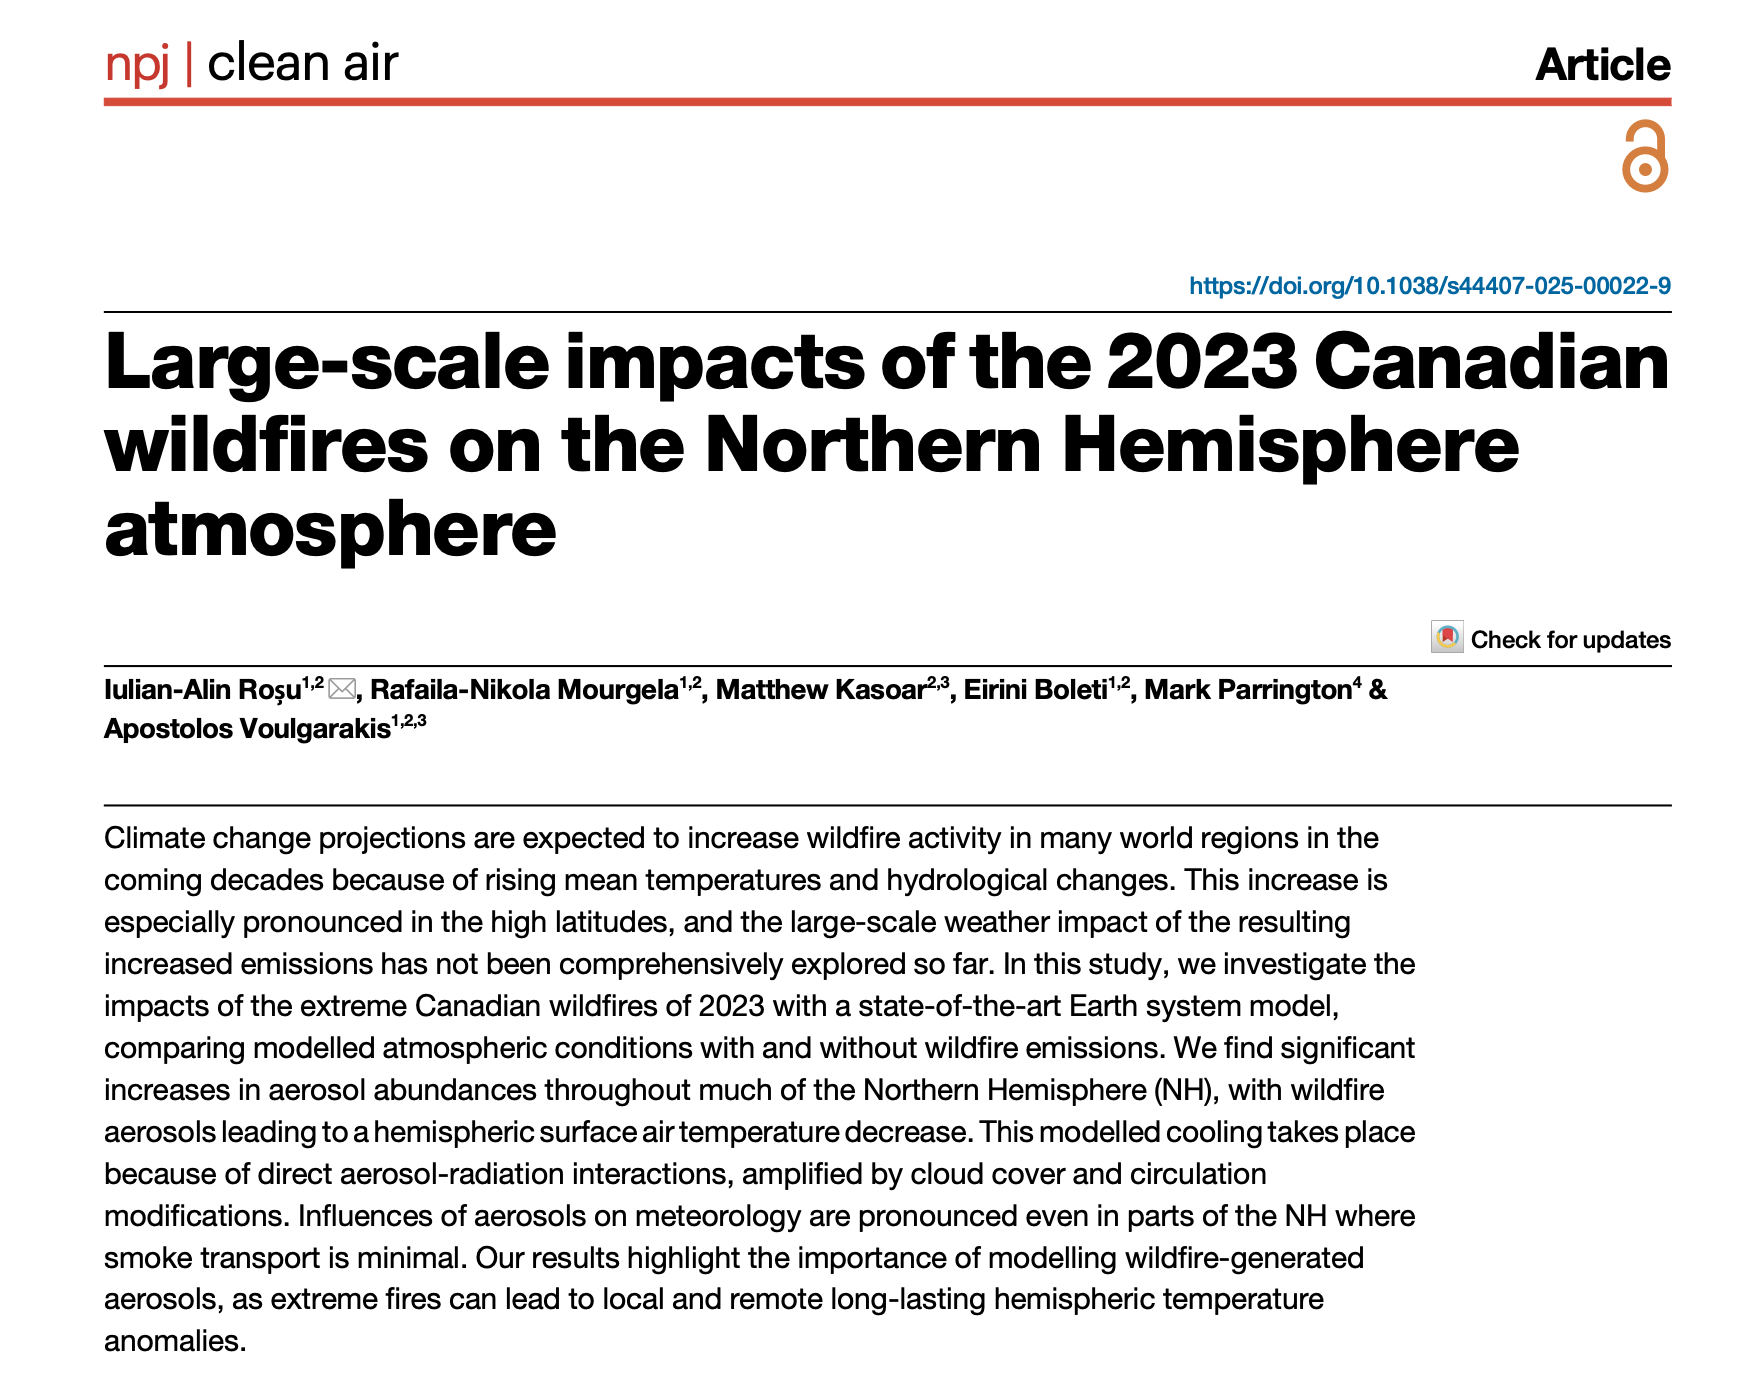 npj | clean air
Article
https://doi.org/10.1038/s44407-025-00022-9
Large-scale impacts of the 2023 Canadian
wildfires on the Northern Hemisphere
atmosphere
Check for updates
Iulian-Alin Roşu1,2, Rafaila-Nikola Mourgela1,2, Matthew Kasoar2,3, Eirini Boleti1,2, Mark Parrington4 &
Apostolos Voulgarakis1,2,3
Climate change projections are expected to increase wildfire activity in many world regions in the
coming decades because of rising mean temperatures and hydrological changes. This increase is
especially pronounced in the high latitudes, and the large-scale weather impact of the resulting
increased emissions has not been comprehensively explored so far. In this study, we investigate the
impacts of the extreme Canadian wildfires of 2023 with a state-of-the-art Earth system model,
comparing modelled atmospheric conditions with and without wildfire emissions. We find significant
increases in aerosol abundances throughout much of the Northern Hemisphere (NH), with wildfire
aerosols leading to a hemispheric surface air temperature decrease. This modelled cooling takes place
because of direct aerosol-radiation interactions, amplified by cloud cover and circulation
modifications. Influences of aerosols on meteorology are pronounced even in parts of the NH where
smoke transport is minimal. Our results highlight the importance of modelling wildfire-generated
aerosols, as extreme fires can lead to local and remote long-lasting hemispheric temperature
anomalies.